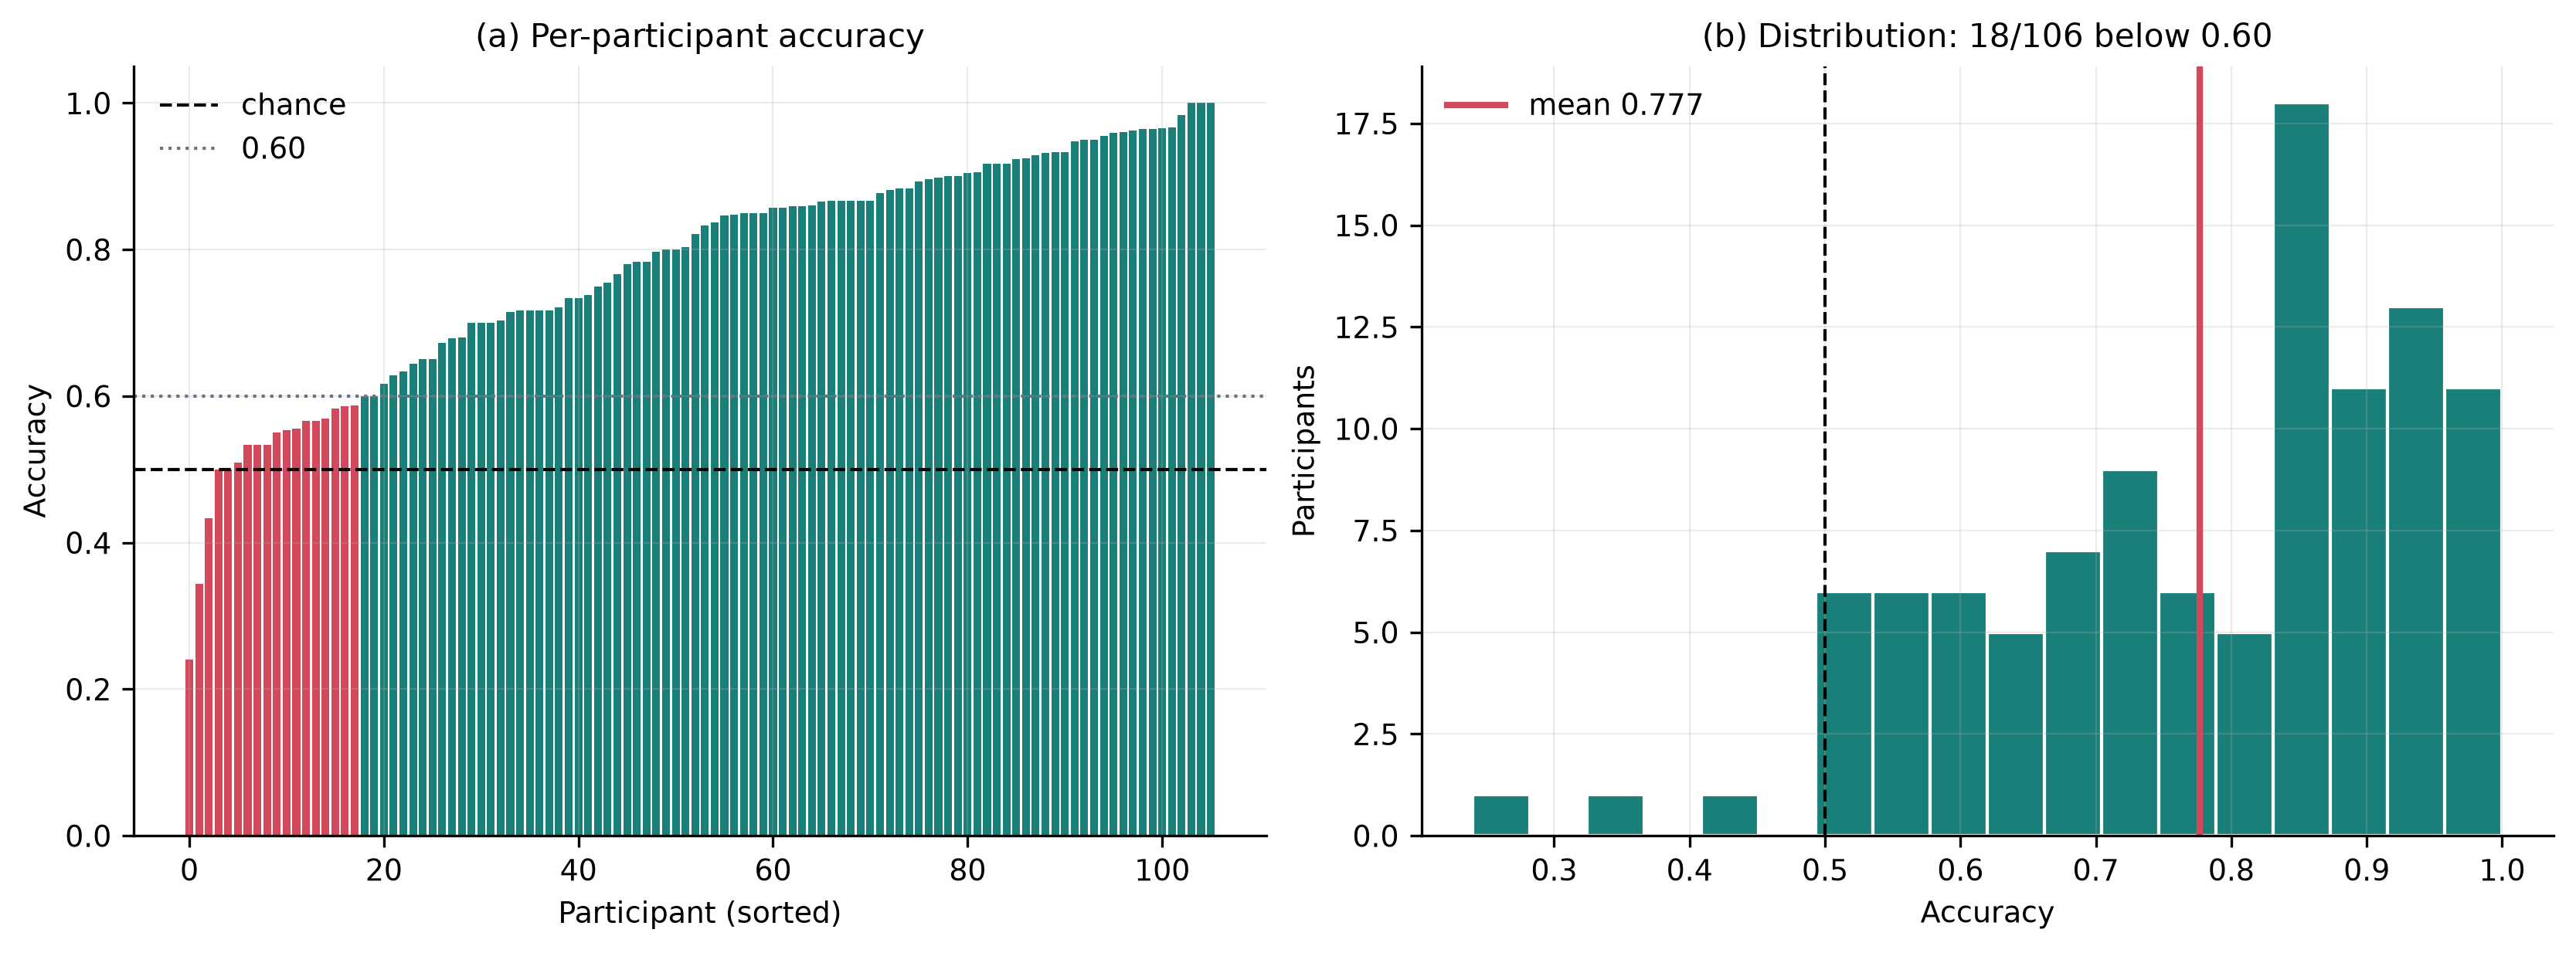 (a) Per-participant accuracy
chance
0.60
1.0
0.8
0.6
0.4
0.2
0.0
Accuracy
0 20 40 60 80 100
Participant (sorted)
(b) Distribution: 18/106 below 0.60
mean 0.777
17.5
15.0
12.5
10.0
7.5
5.0
2.5
0.0
Participants
0.3 0.4 0.5 0.6 0.7 0.8 0.9 1.0
Accuracy